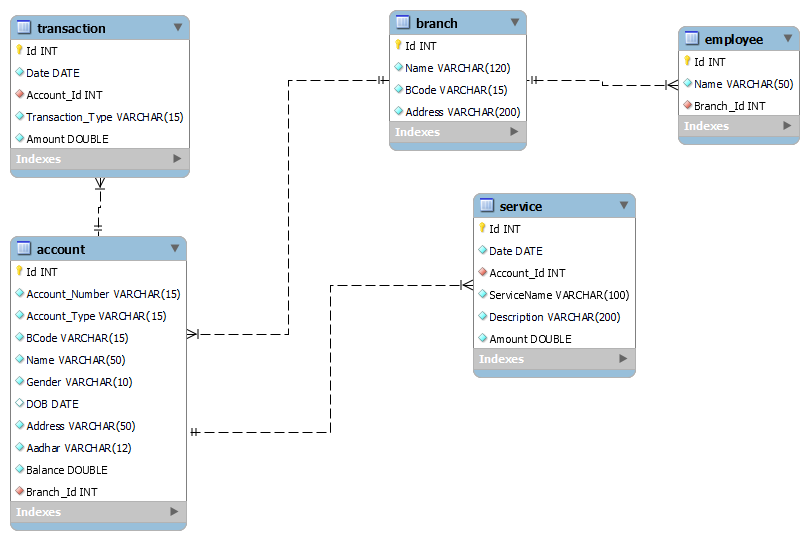 transaction
Id INT
Date DATE
Account_Id INT
Transaction_Type VARCHAR(15)
Amount DOUBLE
Indexes
branch
Id INT
Name VARCHAR(120)
BCode VARCHAR(15)
Address VARCHAR(200)
Indexes
employee
Id INT
Name VARCHAR(50)
Branch_Id INT
Indexes
account
Id INT
Account_Number VARCHAR(15)
Account_Type VARCHAR(15)
BCode VARCHAR(15)
Name VARCHAR(50)
Gender VARCHAR(10)
DOB DATE
Address VARCHAR(50)
Aadhar VARCHAR(12)
Balance DOUBLE
Branch_Id INT
Indexes
service
Id INT
Date DATE
Account_Id INT
ServiceName VARCHAR(100)
Description VARCHAR(200)
Amount DOUBLE
Indexes